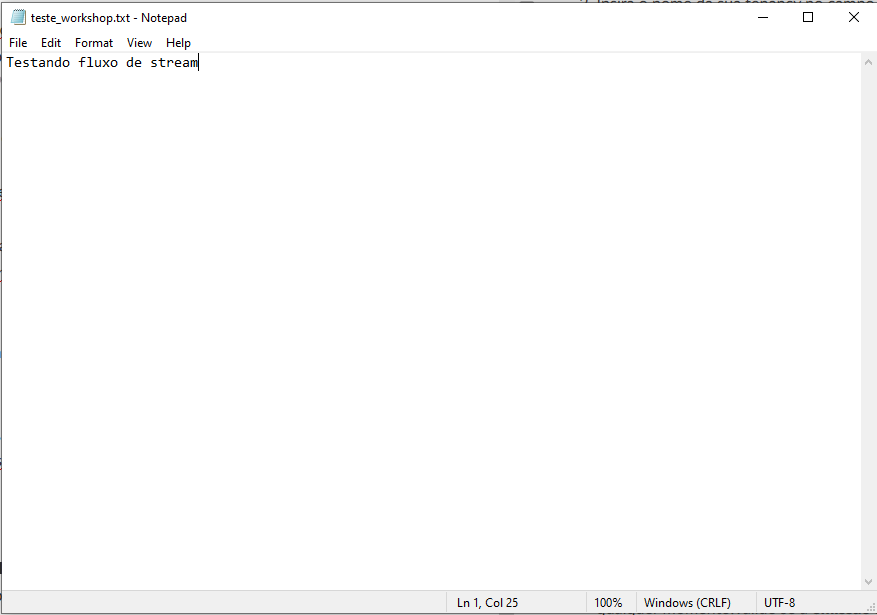 teste_workshop.txt - Notepad
File Edit Format View Help
Testando fluxo de stream
Ln 1, Col 25 100% Windows (CRLF) UTF-8